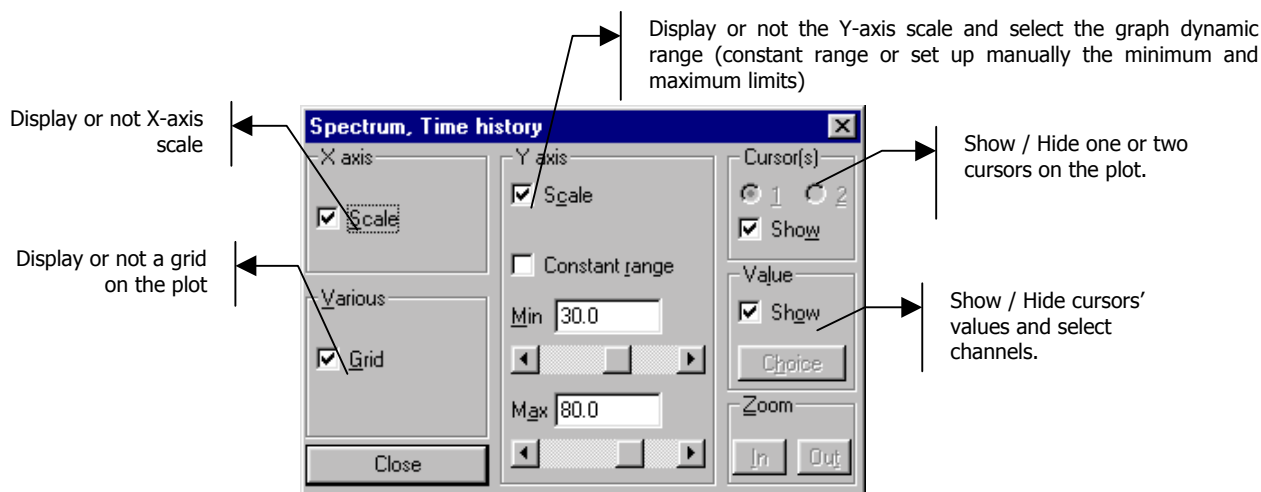 Display or not the Y-axis scale and select the graph dynamic
range (constant range or set up manually the minimum and
maximum limits)
Display or not X-axis
scale
Display or not a grid
on the plot
Spectrum, Time history
X axis
Scale
Various
Grid
Close
Y axis
Scale
Constant range
Min 30.0
Max 80.0
Cursor(s)
1 2
Show
Value
Show
Choice
Zoom
In Out
Show / Hide one or two
cursors on the plot.
Show / Hide cursors’
values and select
channels.